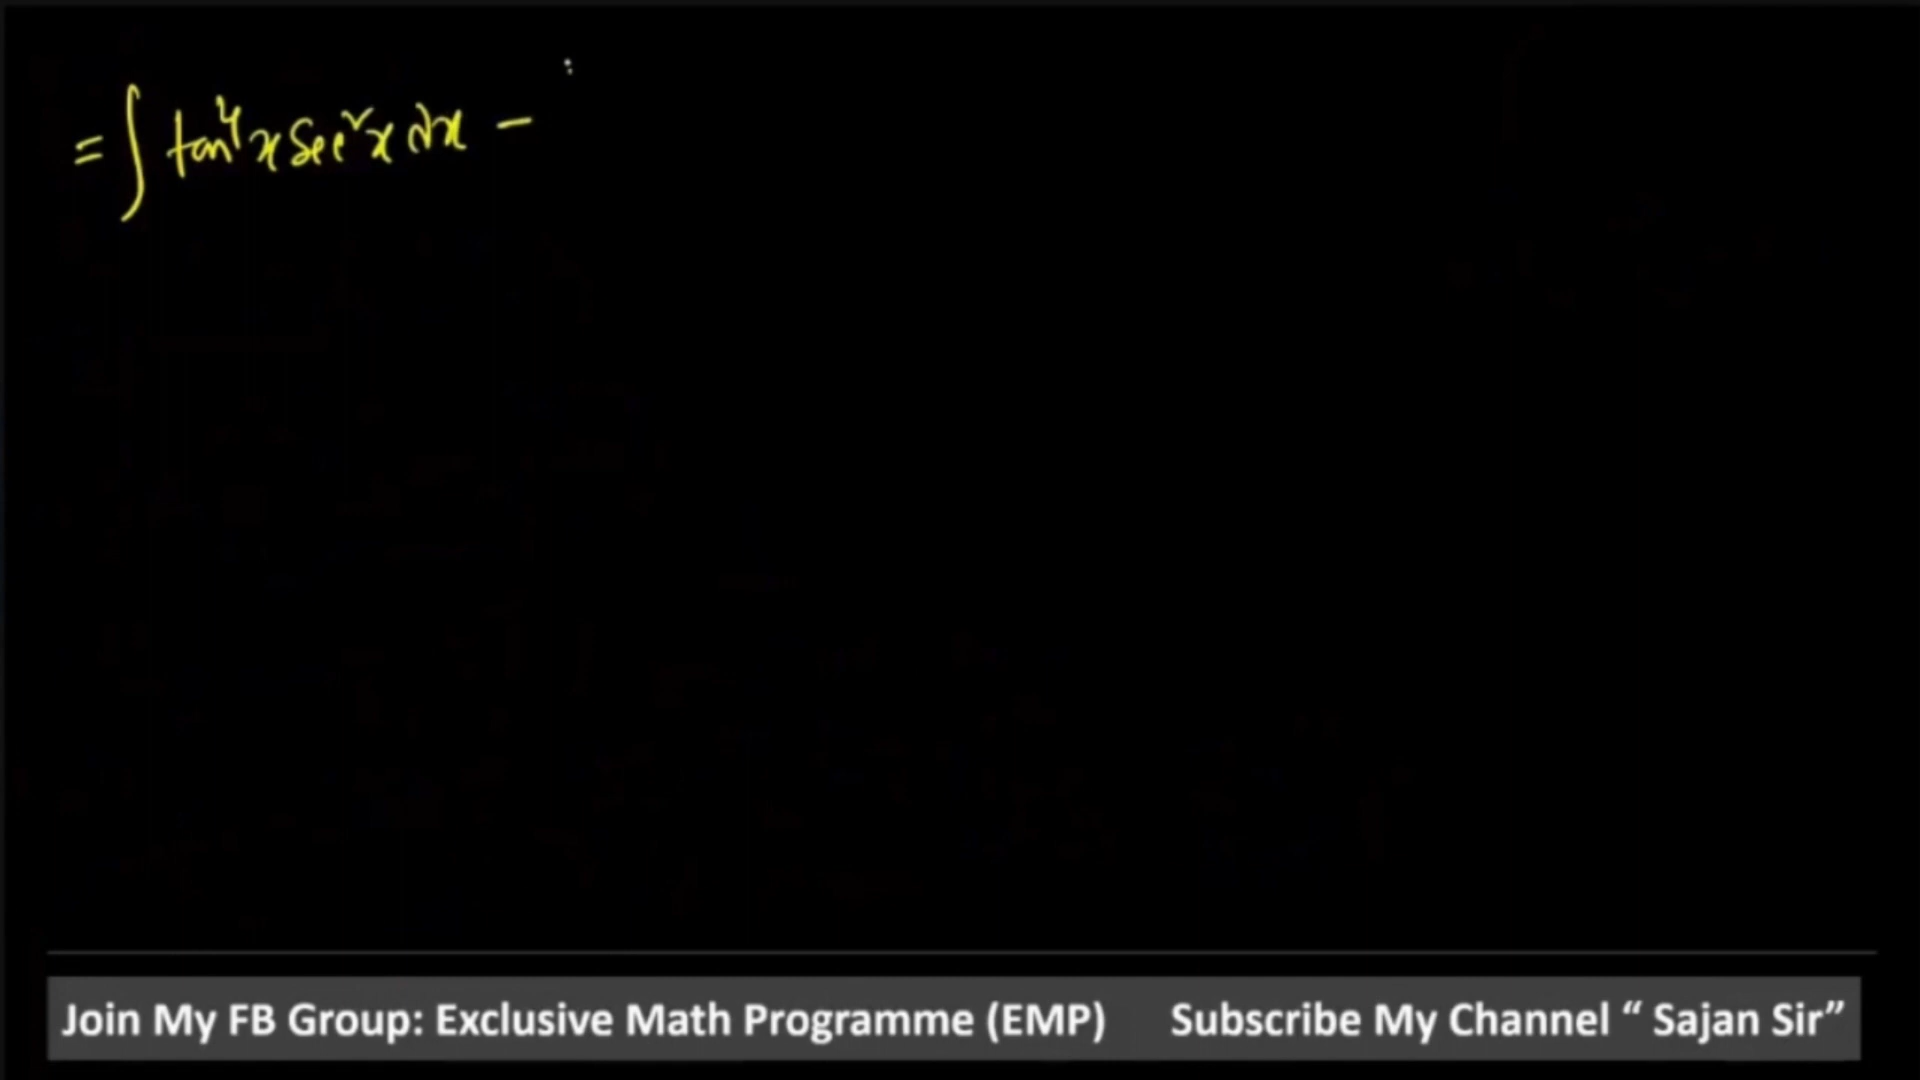 = ∫ tan⁴x sec²x dx −
Join My FB Group: Exclusive Math Programme (EMP) Subscribe My Channel “ Sajan Sir”